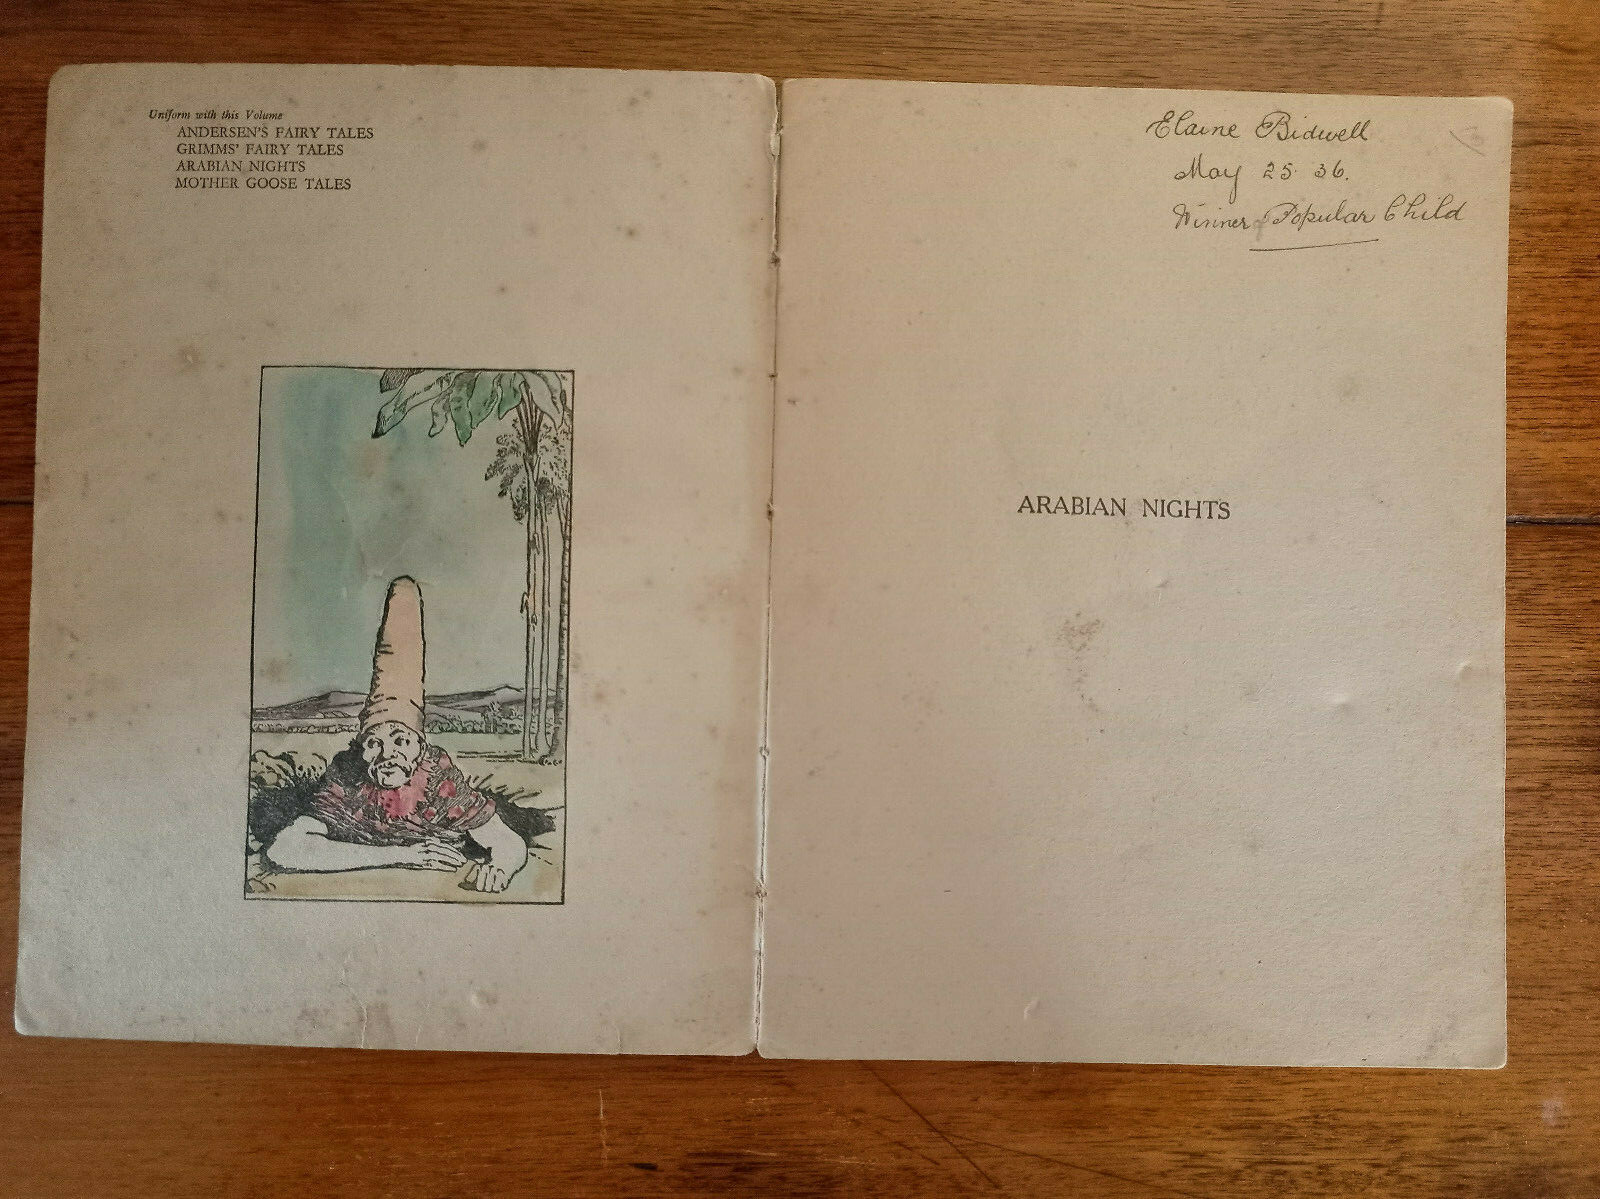 Uniform with this Volume
ANDERSEN'S FAIRY TALES
GRIMMS' FAIRY TALES
ARABIAN NIGHTS
MOTHER GOOSE TALES
Elaine Bidwell
May 25. 36.
Winner of Popular Child
ARABIAN NIGHTS